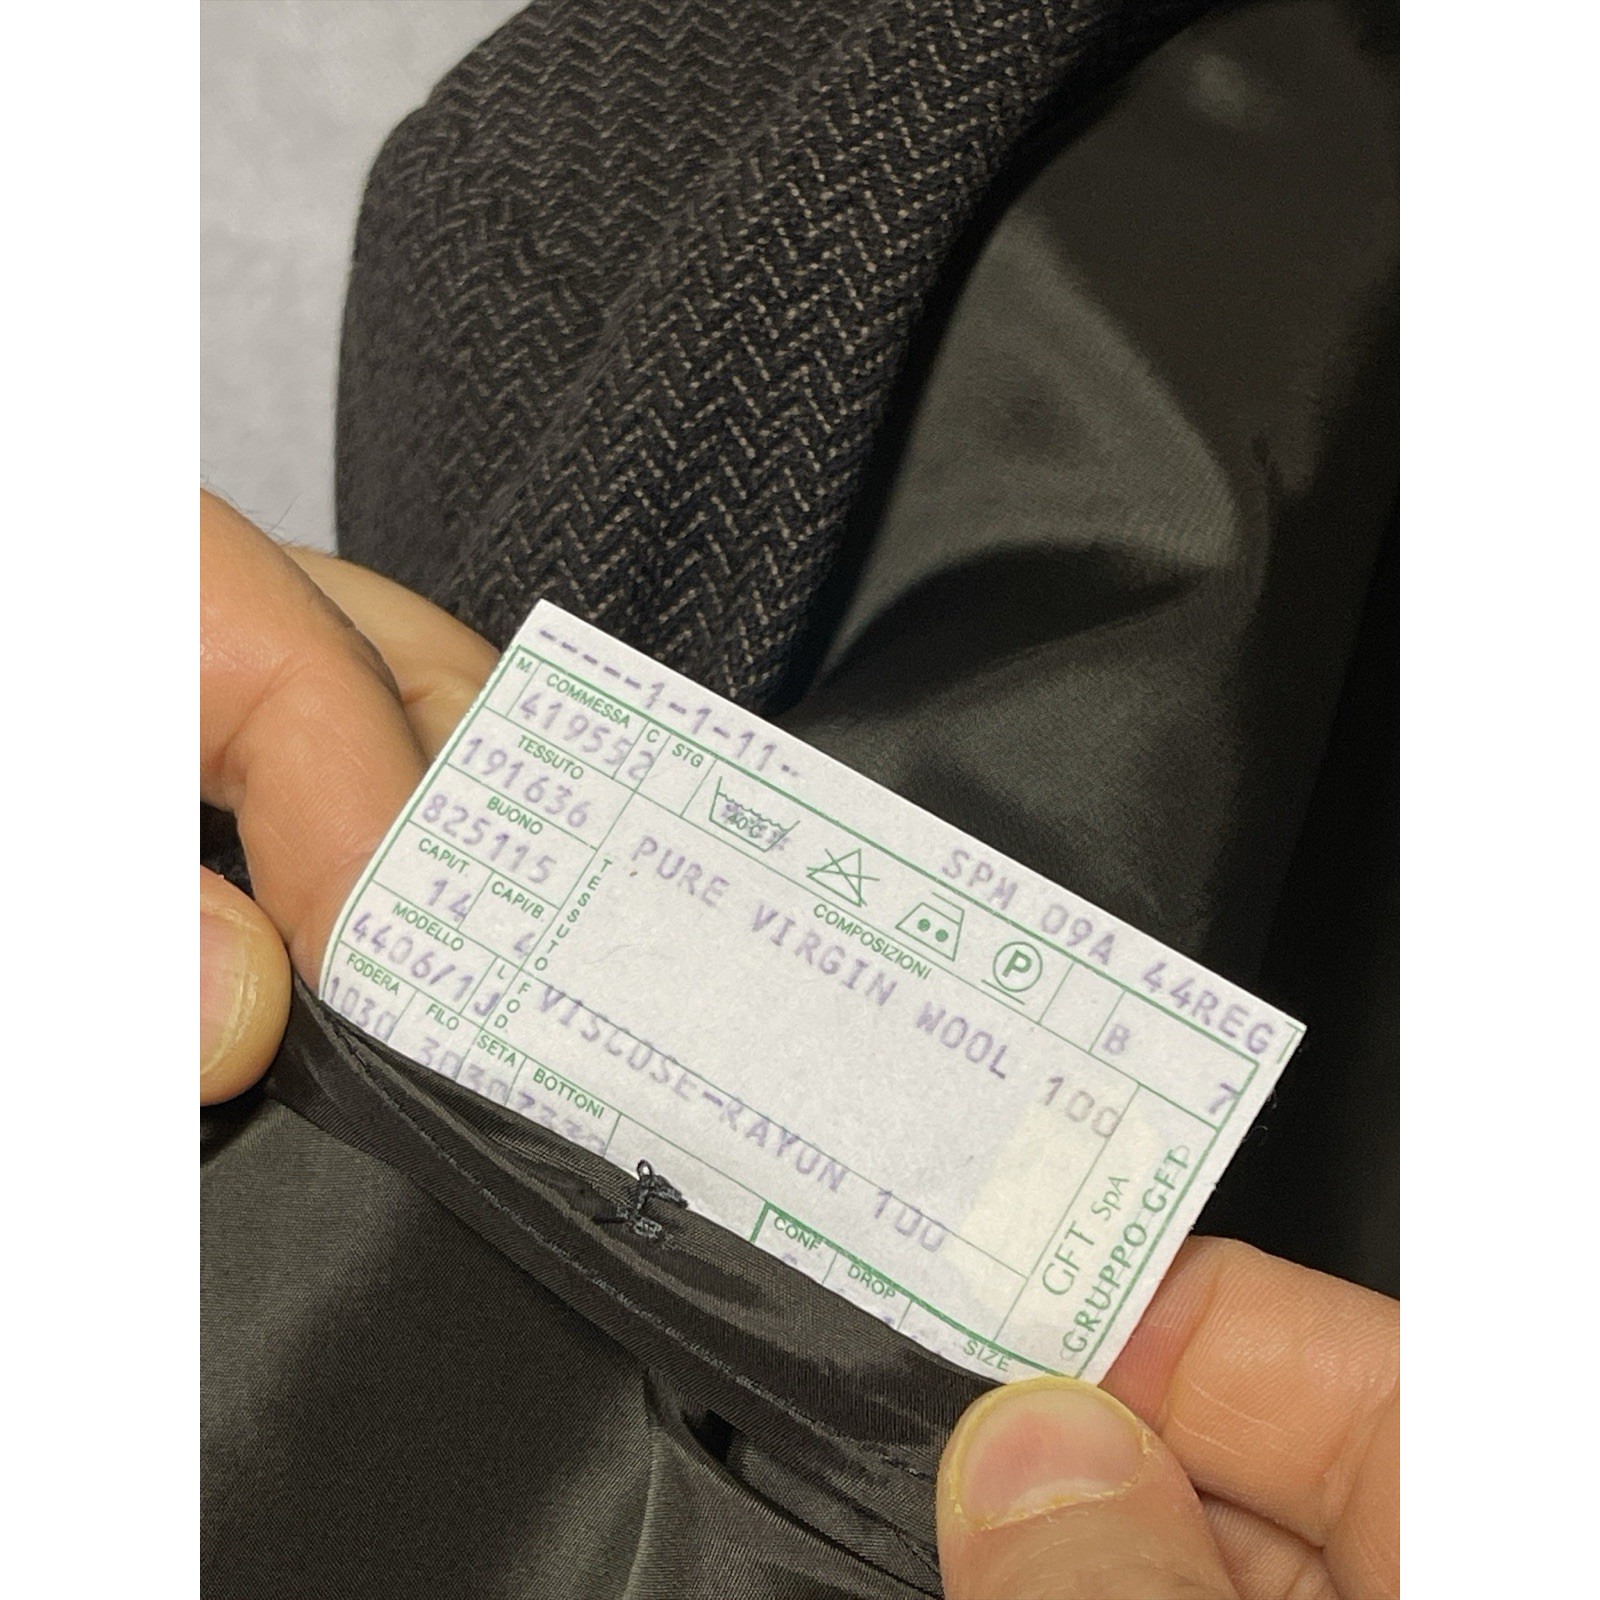 -----1-1-11-- SPM 09A 44REG
M COMMESSA C STG
419552
40°C
P
B 7
TESSUTO
191636
BUONO
825115
CAPI/T. CAPI/B.
14 4
MODELLO L
4406/1J
FODERA FILO SETA BOTTONI
1030 3030
COMPOSIZIONI
TESSUTO
PURE VIRGIN WOOL 100
FOD.
VISCOSE-RAYON 100
CONF DROP SIZE
GFT SpA
GRUPPO GFT